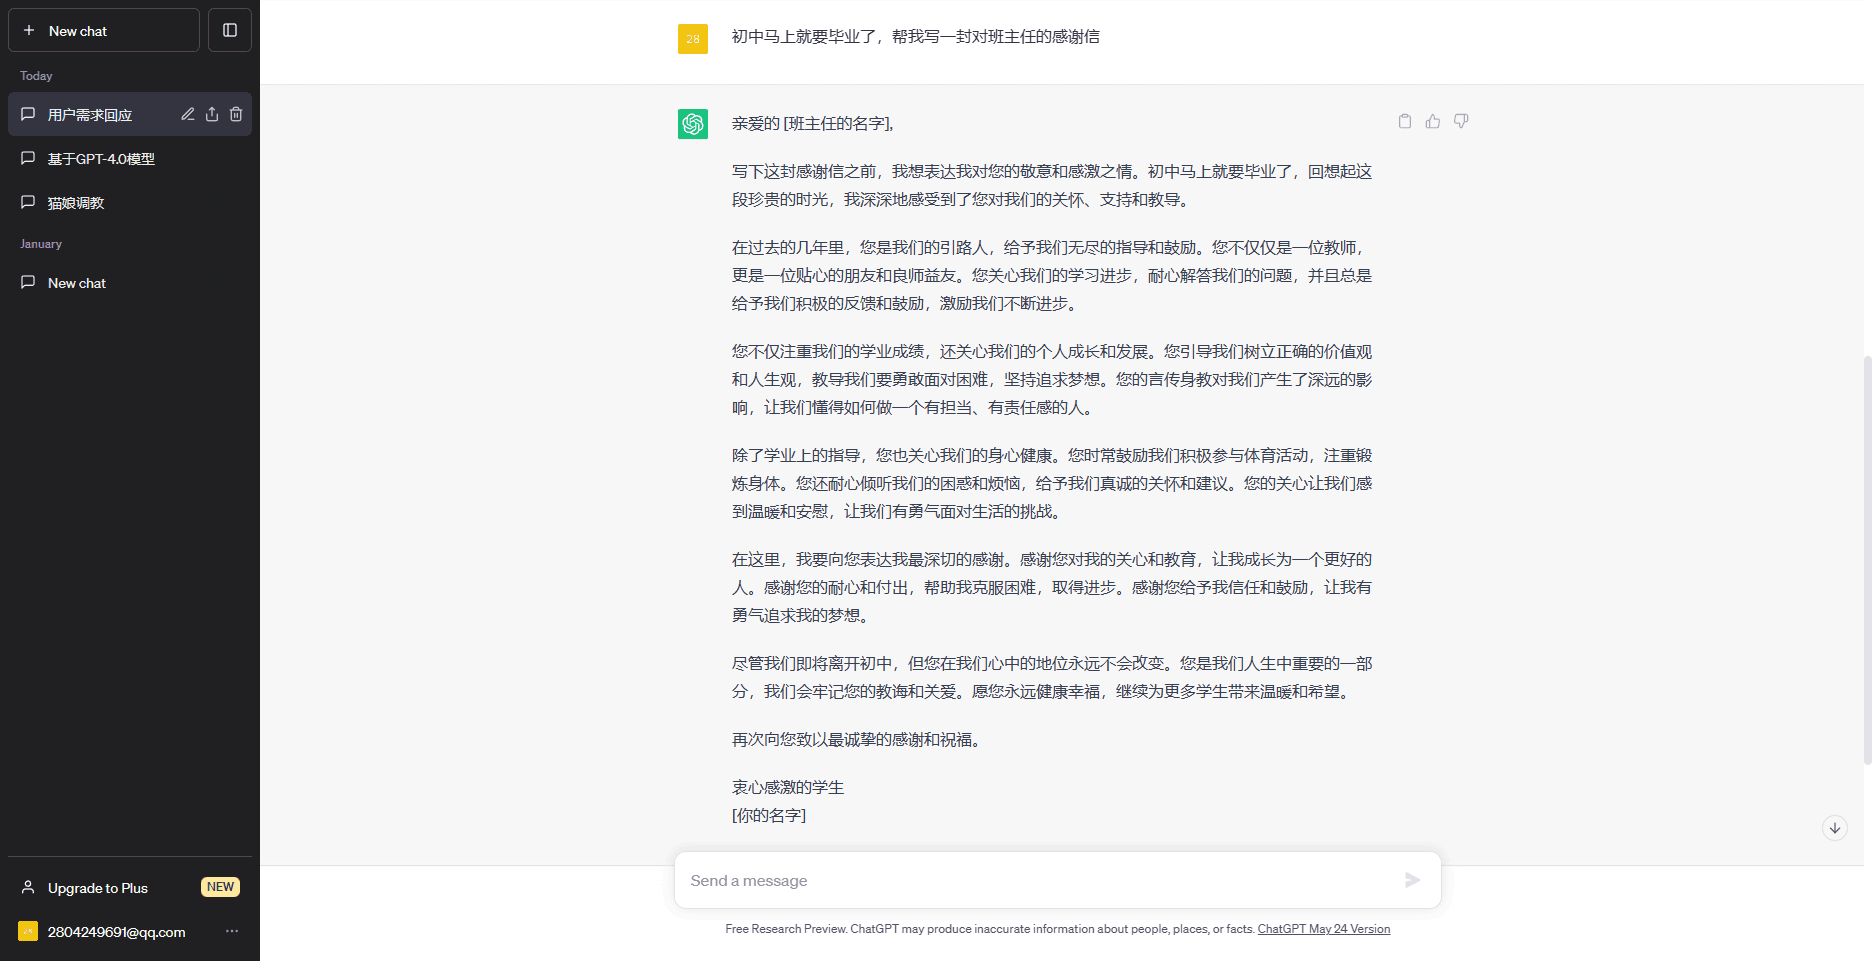 New chat
Today
用户需求回应
基于GPT-4.0模型
猫娘调教
January
New chat
Upgrade to Plus
NEW
2804249691@qq.com
28
初中马上就要毕业了，帮我写一封对班主任的感谢信
亲爱的 [班主任的名字],
写下这封感谢信之前，我想表达我对您的敬意和感激之情。初中马上就要毕业了，回想起这
段珍贵的时光，我深深地感受到了您对我们的关怀、支持和教导。
在过去的几年里，您是我们的引路人，给予我们无尽的指导和鼓励。您不仅仅是一位教师，
更是一位贴心的朋友和良师益友。您关心我们的学习进步，耐心解答我们的问题，并且总是
给予我们积极的反馈和鼓励，激励我们不断进步。
您不仅注重我们的学业成绩，还关心我们的个人成长和发展。您引导我们树立正确的价值观
和人生观，教导我们要勇敢面对困难，坚持追求梦想。您的言传身教对我们产生了深远的影
响，让我们懂得如何做一个有担当、有责任感的人。
除了学业上的指导，您也关心我们的身心健康。您时常鼓励我们积极参与体育活动，注重锻
炼身体。您还耐心倾听我们的困惑和烦恼，给予我们真诚的关怀和建议。您的关心让我们感
到温暖和安慰，让我们有勇气面对生活的挑战。
在这里，我要向您表达我最深切的感谢。感谢您对我的关心和教育，让我成长为一个更好的
人。感谢您的耐心和付出，帮助我克服困难，取得进步。感谢您给予我信任和鼓励，让我有
勇气追求我的梦想。
尽管我们即将离开初中，但您在我们心中的地位永远不会改变。您是我们人生中重要的一部
分，我们会牢记您的教诲和关爱。愿您永远健康幸福，继续为更多学生带来温暖和希望。
再次向您致以最诚挚的感谢和祝福。
衷心感激的学生
[你的名字]
Send a message
Free Research Preview. ChatGPT may produce inaccurate information about people, places, or facts. ChatGPT May 24 Version